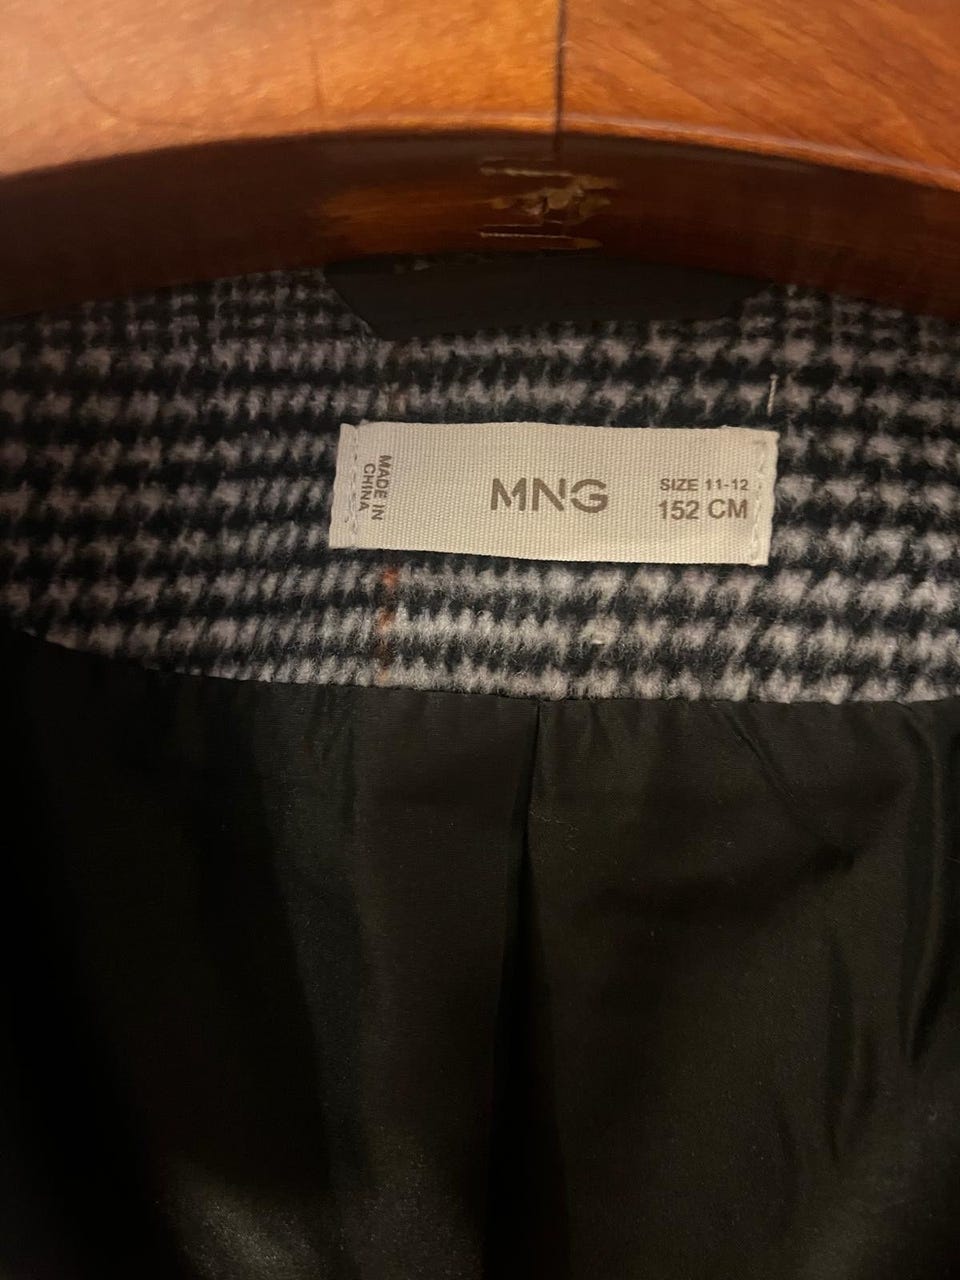 MADE IN
CHINA
MNG
SIZE 11-12
152 CM